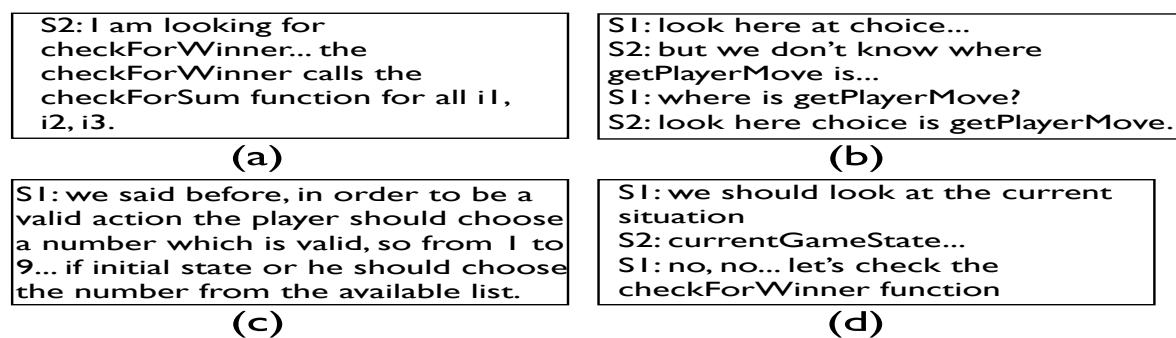 S2: I am looking for
checkForWinner... the
checkForWinner calls the
checkForSum function for all i1,
i2, i3.
(a)
S1: look here at choice...
S2: but we don't know where
getPlayerMove is...
S1: where is getPlayerMove?
S2: look here choice is getPlayerMove.
(b)
S1: we said before, in order to be a
valid action the player should choose
a number which is valid, so from 1 to
9... if initial state or he should choose
the number from the available list.
(c)
S1: we should look at the current
situation
S2: currentGameState...
S1: no, no... let's check the
checkForWinner function
(d)